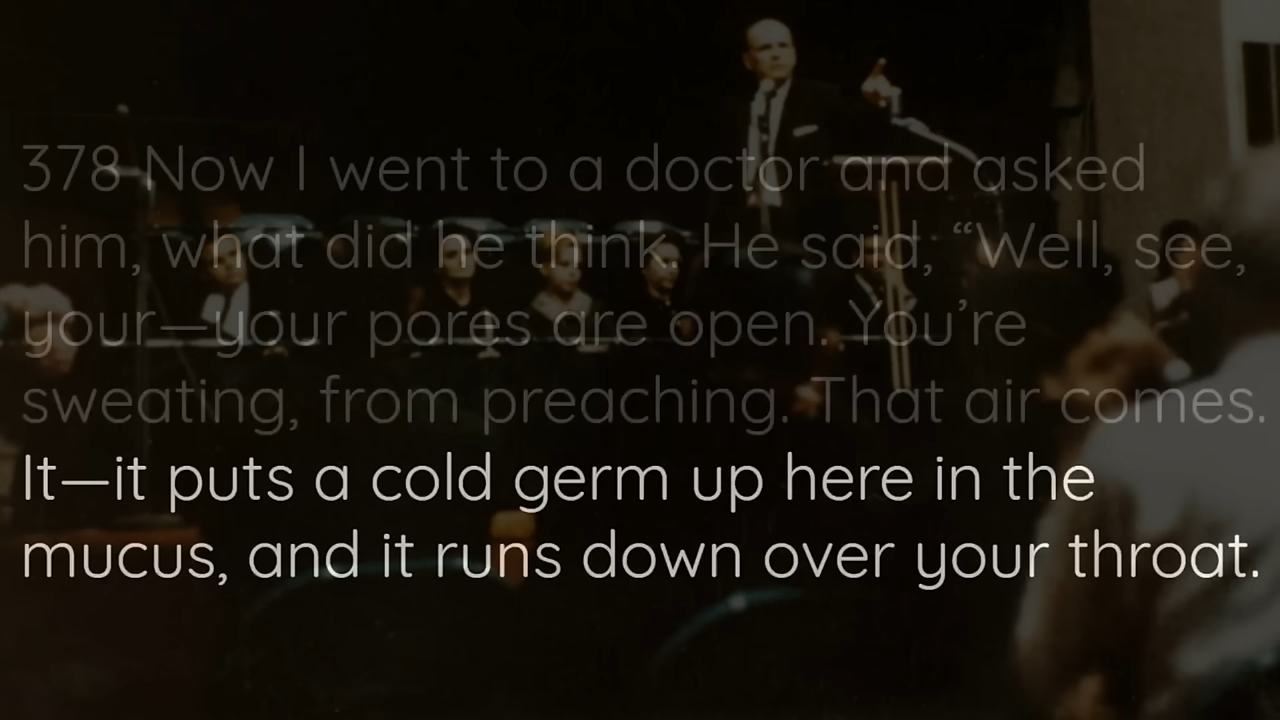 378 Now I went to a doctor and asked
him, what did he think. He said, “Well, see,
your—your pores are open. You’re
sweating, from preaching. That air comes.
It—it puts a cold germ up here in the
mucus, and it runs down over your throat.